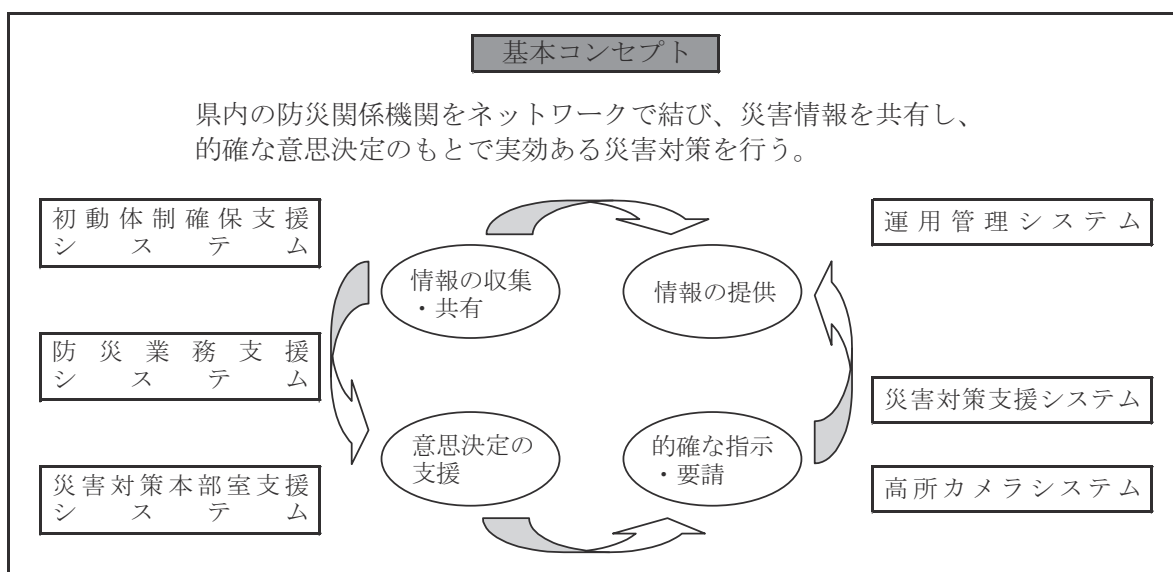 基本コンセプト
県内の防災関係機関をネットワークで結び、災害情報を共有し、
的確な意思決定のもとで実効ある災害対策を行う。
初動体制確保支援
システム
運用管理システム
情報の収集
・共有
情報の提供
防災業務支援
システム
災害対策支援システム
意思決定の
支援
的確な指示
・要請
災害対策本部室支援
システム
高所カメラシステム